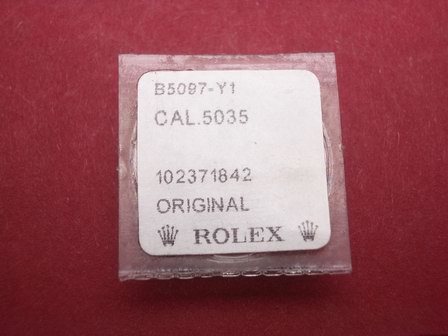 B5097-Y1
CAL.5035
102371842
ORIGINAL
ROLEX